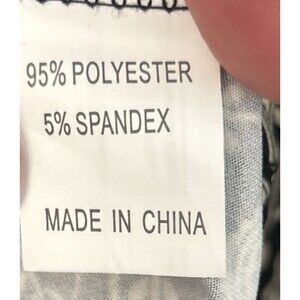 95% POLYESTER
5% SPANDEX
MADE IN CHINA